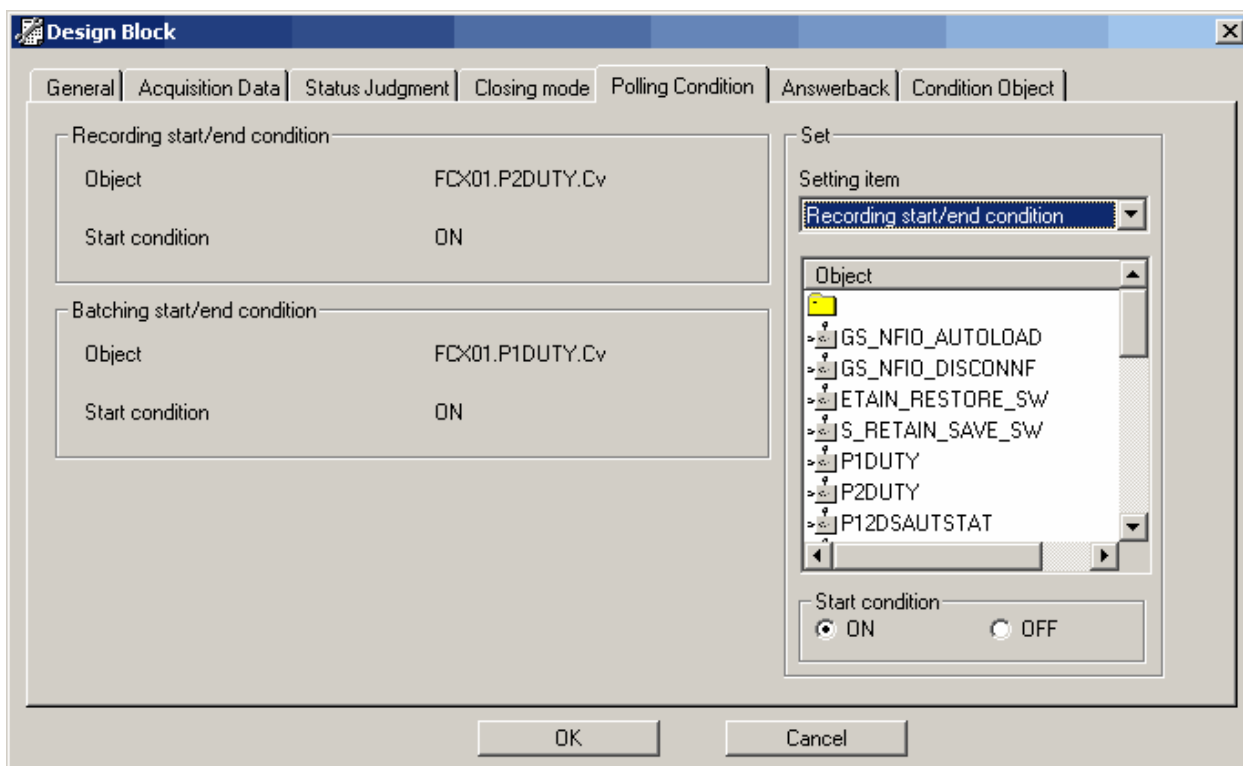 Design Block
General Acquisition Data Status Judgment Closing mode Polling Condition Answerback Condition Object
Recording start/end condition
Object FCX01.P2DUTY.Cv
Start condition ON
Batching start/end condition
Object FCX01.P1DUTY.Cv
Start condition ON
Set
Setting item
Recording start/end condition
Object
GS_NFIO_AUTOLOAD
GS_NFIO_DISCONNF
ETAIN_RESTORE_SW
S_RETAIN_SAVE_SW
P1DUTY
P2DUTY
P12DSAUTSTAT
Start condition
ON OFF
OK Cancel